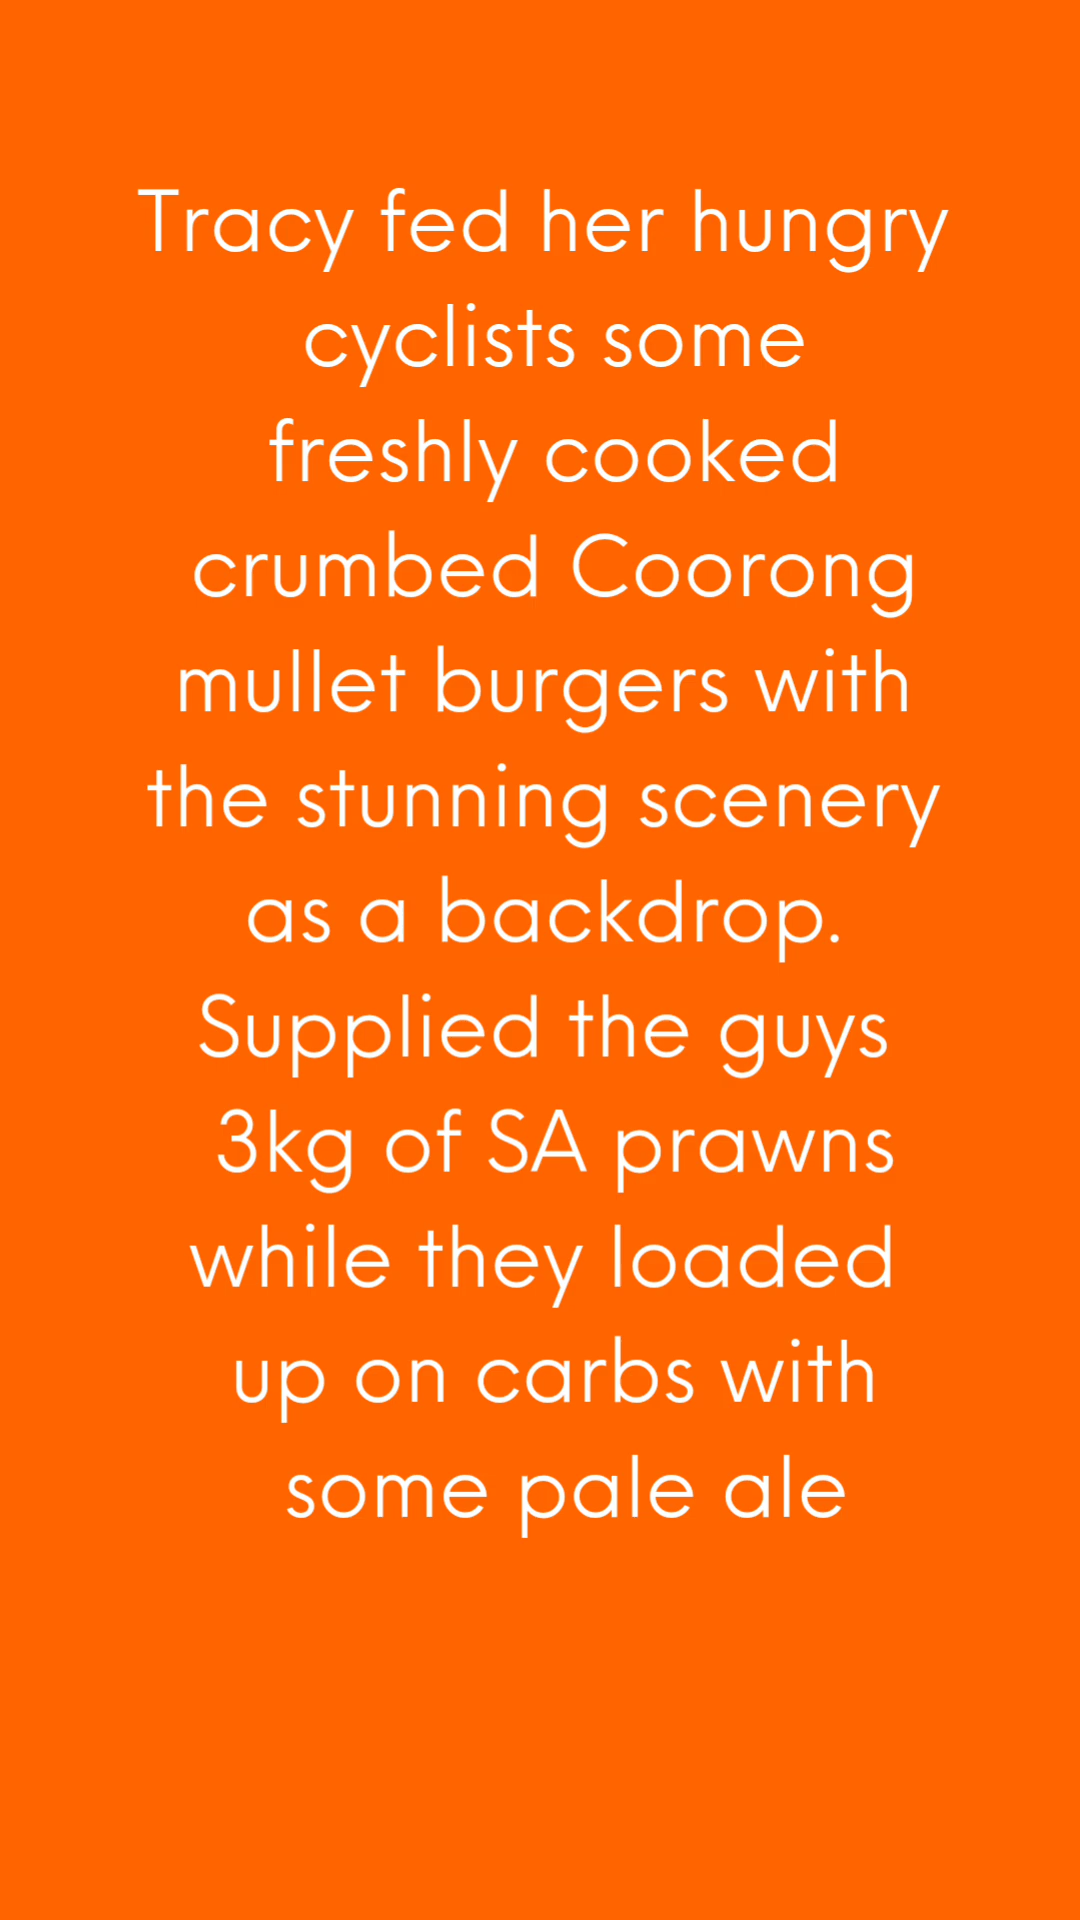 Tracy fed her hungry
cyclists some
freshly cooked
crumbed Coorong
mullet burgers with
the stunning scenery
as a backdrop.
Supplied the guys
3kg of SA prawns
while they loaded
up on carbs with
some pale ale